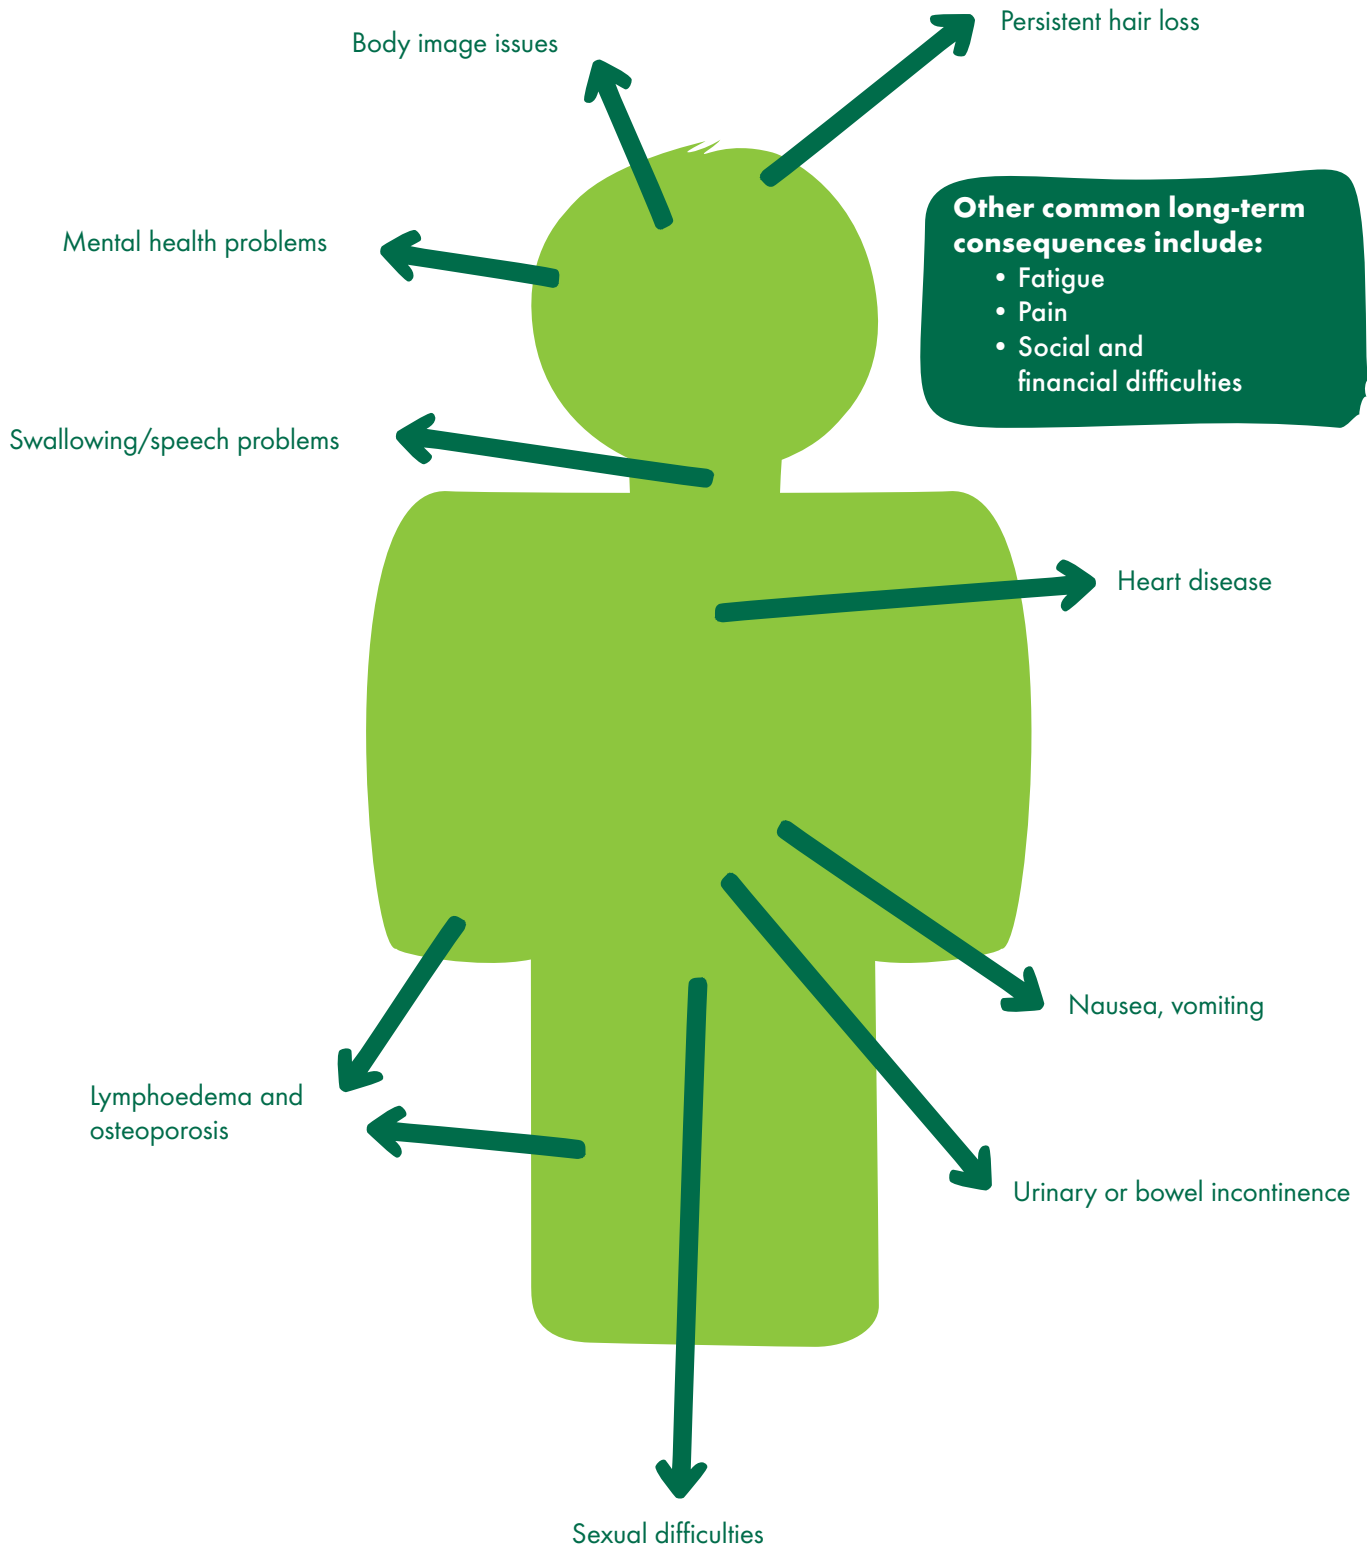 Persistent hair loss
Body image issues
Other common long-term
consequences include:
• Fatigue
• Pain
• Social and
financial difficulties
Mental health problems
Swallowing/speech problems
Heart disease
Nausea, vomiting
Lymphoedema and
osteoporosis
Urinary or bowel incontinence
Sexual difficulties